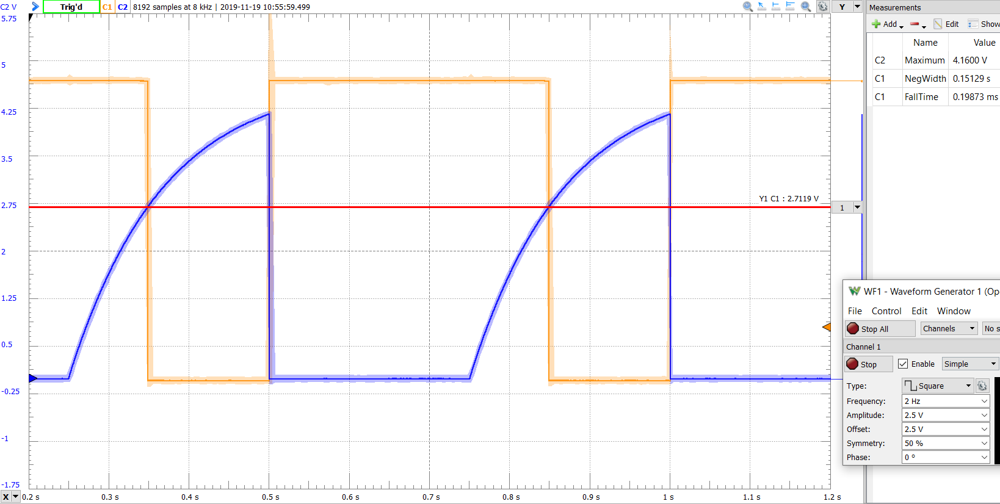 C2 V Trig'd C1 C2 8192 samples at 8 kHz | 2019-11-19 10:55:59.499 Y
5.75
5
4.25
3.5
2.75
2
1.25
0.5
-0.25
-1
-1.75
Y1 C1 : 2.7119 V
1
X 0.2 s 0.3 s 0.4 s 0.5 s 0.6 s 0.7 s 0.8 s 0.9 s 1 s 1.1 s 1.2 s
Measurements
Add Edit Show
Name Value
C2 Maximum 4.1600 V
C1 NegWidth 0.15129 s
C1 FallTime 0.19873 ms
WF1 - Waveform Generator 1 (Op
File Control Edit Window
Stop All Channels No s
Channel 1
Stop Enable Simple
Type: Square
Frequency: 2 Hz
Amplitude: 2.5 V
Offset: 2.5 V
Symmetry: 50 %
Phase: 0 º